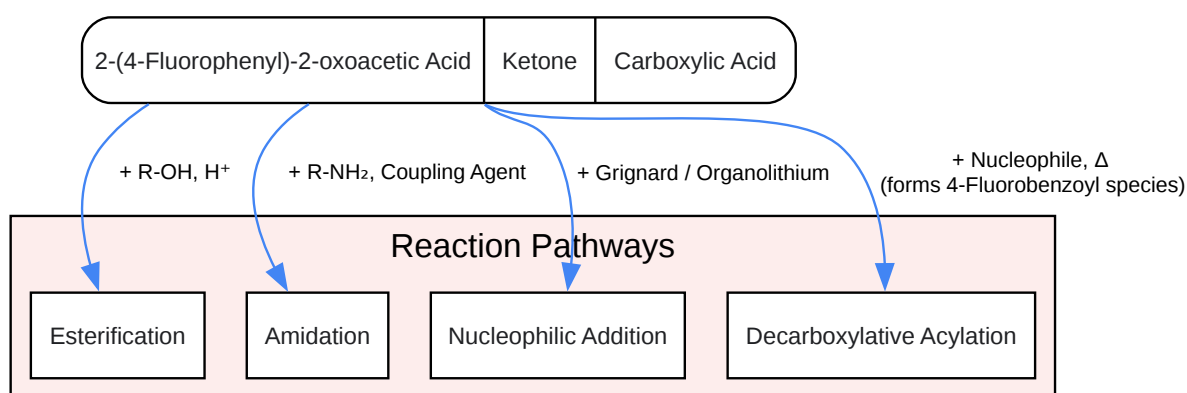 2-(4-Fluorophenyl)-2-oxoacetic Acid
Ketone
Carboxylic Acid
+ R-OH, H⁺
+ R-NH₂, Coupling Agent
+ Grignard / Organolithium
+ Nucleophile, Δ
(forms 4-Fluorobenzoyl species)
Reaction Pathways
Esterification
Amidation
Nucleophilic Addition
Decarboxylative Acylation